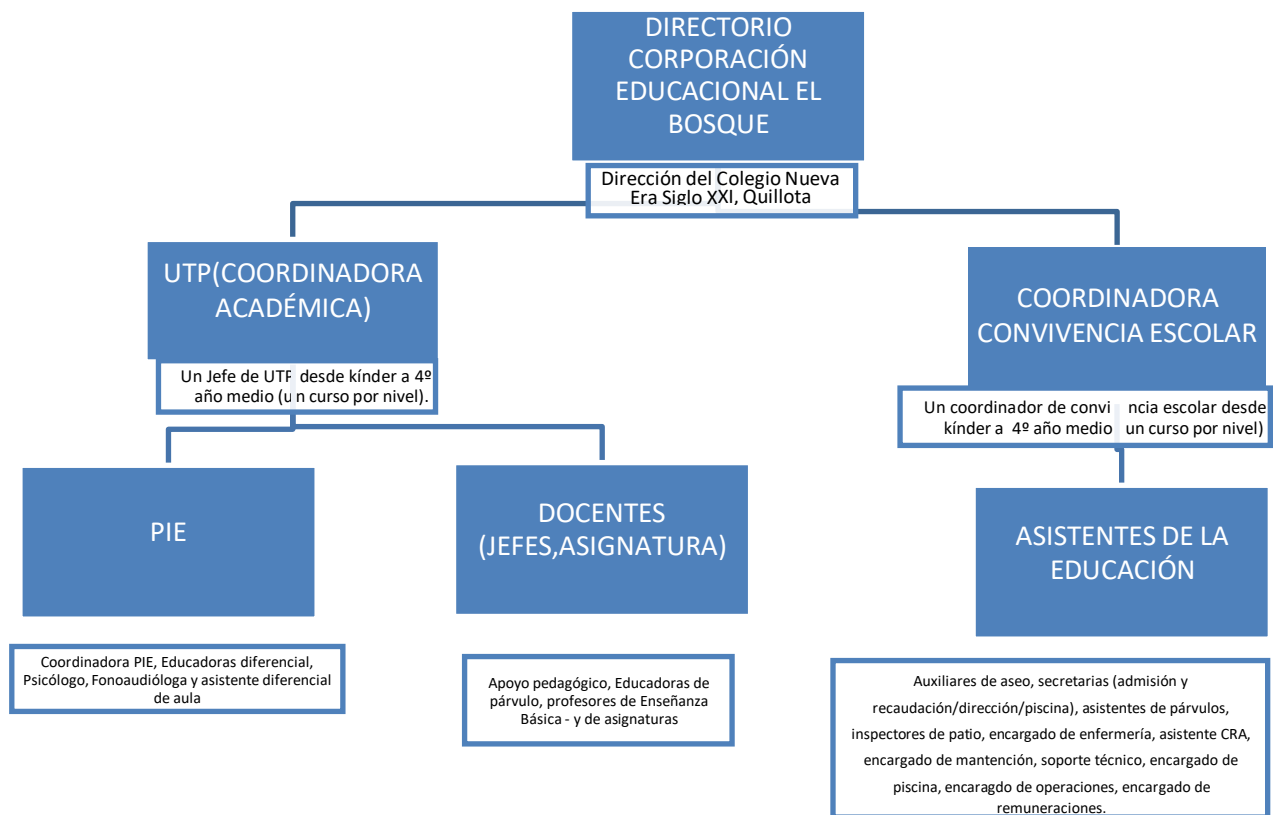 DIRECTORIO
CORPORACIÓN
EDUCACIONAL EL
BOSQUE
Dirección del Colegio Nueva
Era Siglo XXI, Quillota
UTP(COORDINADORA
ACADÉMICA)
Un Jefe de UTP desde kínder a 4º
año medio (un curso por nivel).
COORDINADORA
CONVIVENCIA ESCOLAR
Un coordinador de convi ncia escolar desde
kínder a 4º año medio un curso por nivel)
PIE
Coordinadora PIE, Educadoras diferencial,
Psicólogo, Fonoaudióloga y asistente diferencial
de aula
DOCENTES
(JEFES,ASIGNATURA)
Apoyo pedagógico, Educadoras de
párvulo, profesores de Enseñanza
Básica - y de asignaturas
ASISTENTES DE LA
EDUCACIÓN
Auxiliares de aseo, secretarias (admisión y
recaudación/dirección/piscina), asistentes de párvulos,
inspectores de patio, encargado de enfermería, asistente CRA,
encargado de mantención, soporte técnico, encargado de
piscina, encaragdo de operaciones, encargado de
remuneraciones.